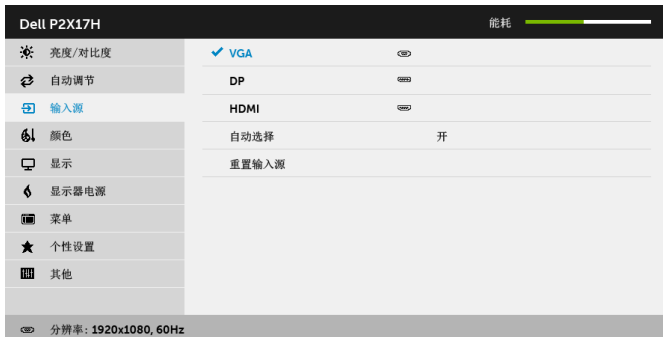 Dell P2X17H 能耗
亮度/对比度 VGA
自动调节 DP
输入源 HDMI
颜色 自动选择 开
显示 重置输入源
显示器电源
菜单
个性设置
其他
分辨率: 1920x1080, 60Hz